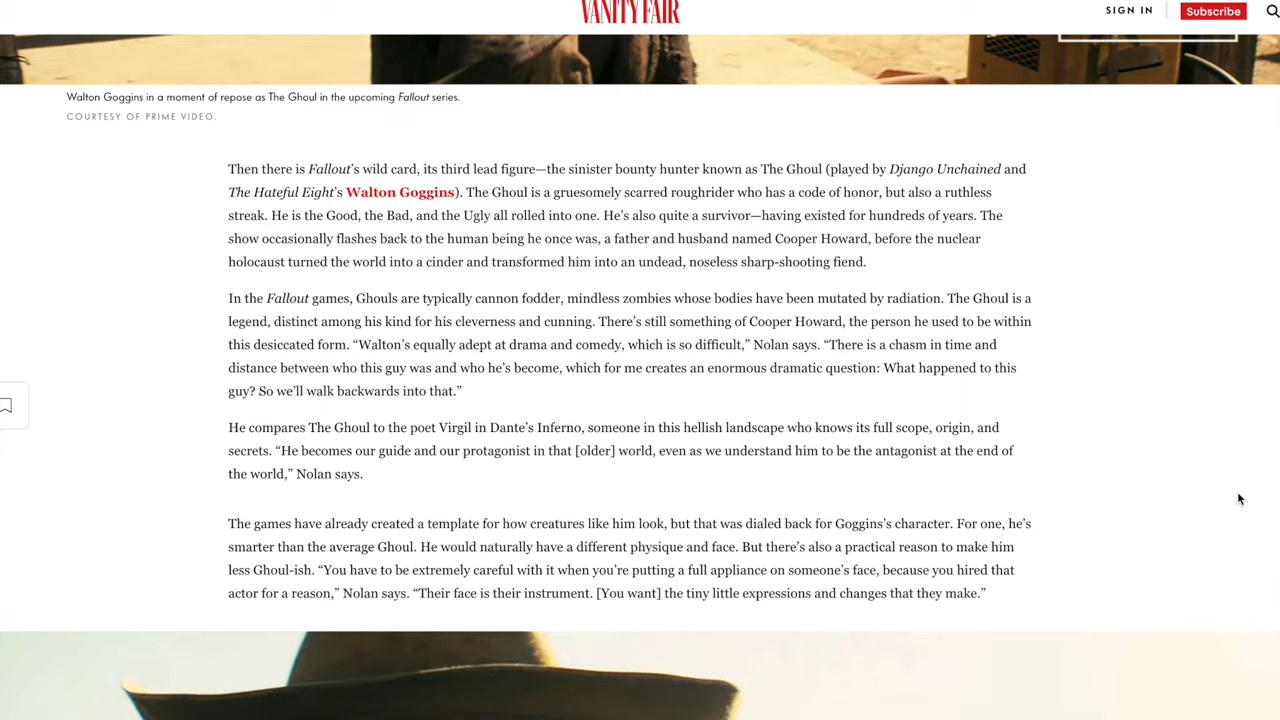 VANITY FAIR
SIGN IN
Subscribe
Walton Goggins in a moment of repose as The Ghoul in the upcoming Fallout series.
COURTESY OF PRIME VIDEO.
Then there is Fallout’s wild card, its third lead figure—the sinister bounty hunter known as The Ghoul (played by Django Unchained and
The Hateful Eight’s Walton Goggins). The Ghoul is a gruesomely scarred roughrider who has a code of honor, but also a ruthless
streak. He is the Good, the Bad, and the Ugly all rolled into one. He’s also quite a survivor—having existed for hundreds of years. The
show occasionally flashes back to the human being he once was, a father and husband named Cooper Howard, before the nuclear
holocaust turned the world into a cinder and transformed him into an undead, noseless sharp-shooting fiend.
In the Fallout games, Ghouls are typically cannon fodder, mindless zombies whose bodies have been mutated by radiation. The Ghoul is a
legend, distinct among his kind for his cleverness and cunning. There’s still something of Cooper Howard, the person he used to be within
this desiccated form. “Walton’s equally adept at drama and comedy, which is so difficult,” Nolan says. “There is a chasm in time and
distance between who this guy was and who he’s become, which for me creates an enormous dramatic question: What happened to this
guy? So we’ll walk backwards into that.”
He compares The Ghoul to the poet Virgil in Dante’s Inferno, someone in this hellish landscape who knows its full scope, origin, and
secrets. “He becomes our guide and our protagonist in that [older] world, even as we understand him to be the antagonist at the end of
the world,” Nolan says.
The games have already created a template for how creatures like him look, but that was dialed back for Goggins’s character. For one, he’s
smarter than the average Ghoul. He would naturally have a different physique and face. But there’s also a practical reason to make him
less Ghoul-ish. “You have to be extremely careful with it when you’re putting a full appliance on someone’s face, because you hired that
actor for a reason,” Nolan says. “Their face is their instrument. [You want] the tiny little expressions and changes that they make.”